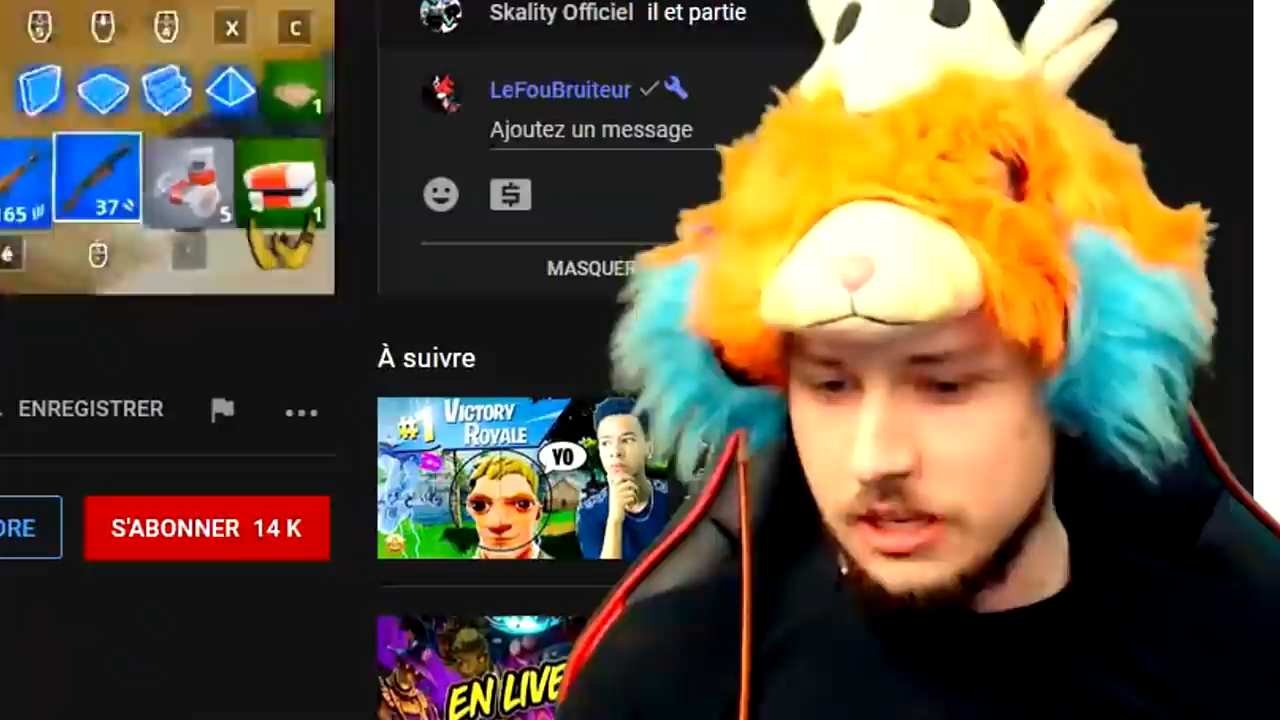 X C
1
165 37 5 1
é
Skality Officiel il et partie
LeFouBruiteur
Ajoutez un message
MASQUER
ENREGISTRER
DRE
S'ABONNER 14 K
À suivre
#1 VICTORY
ROYALE
YO
EN LIVE